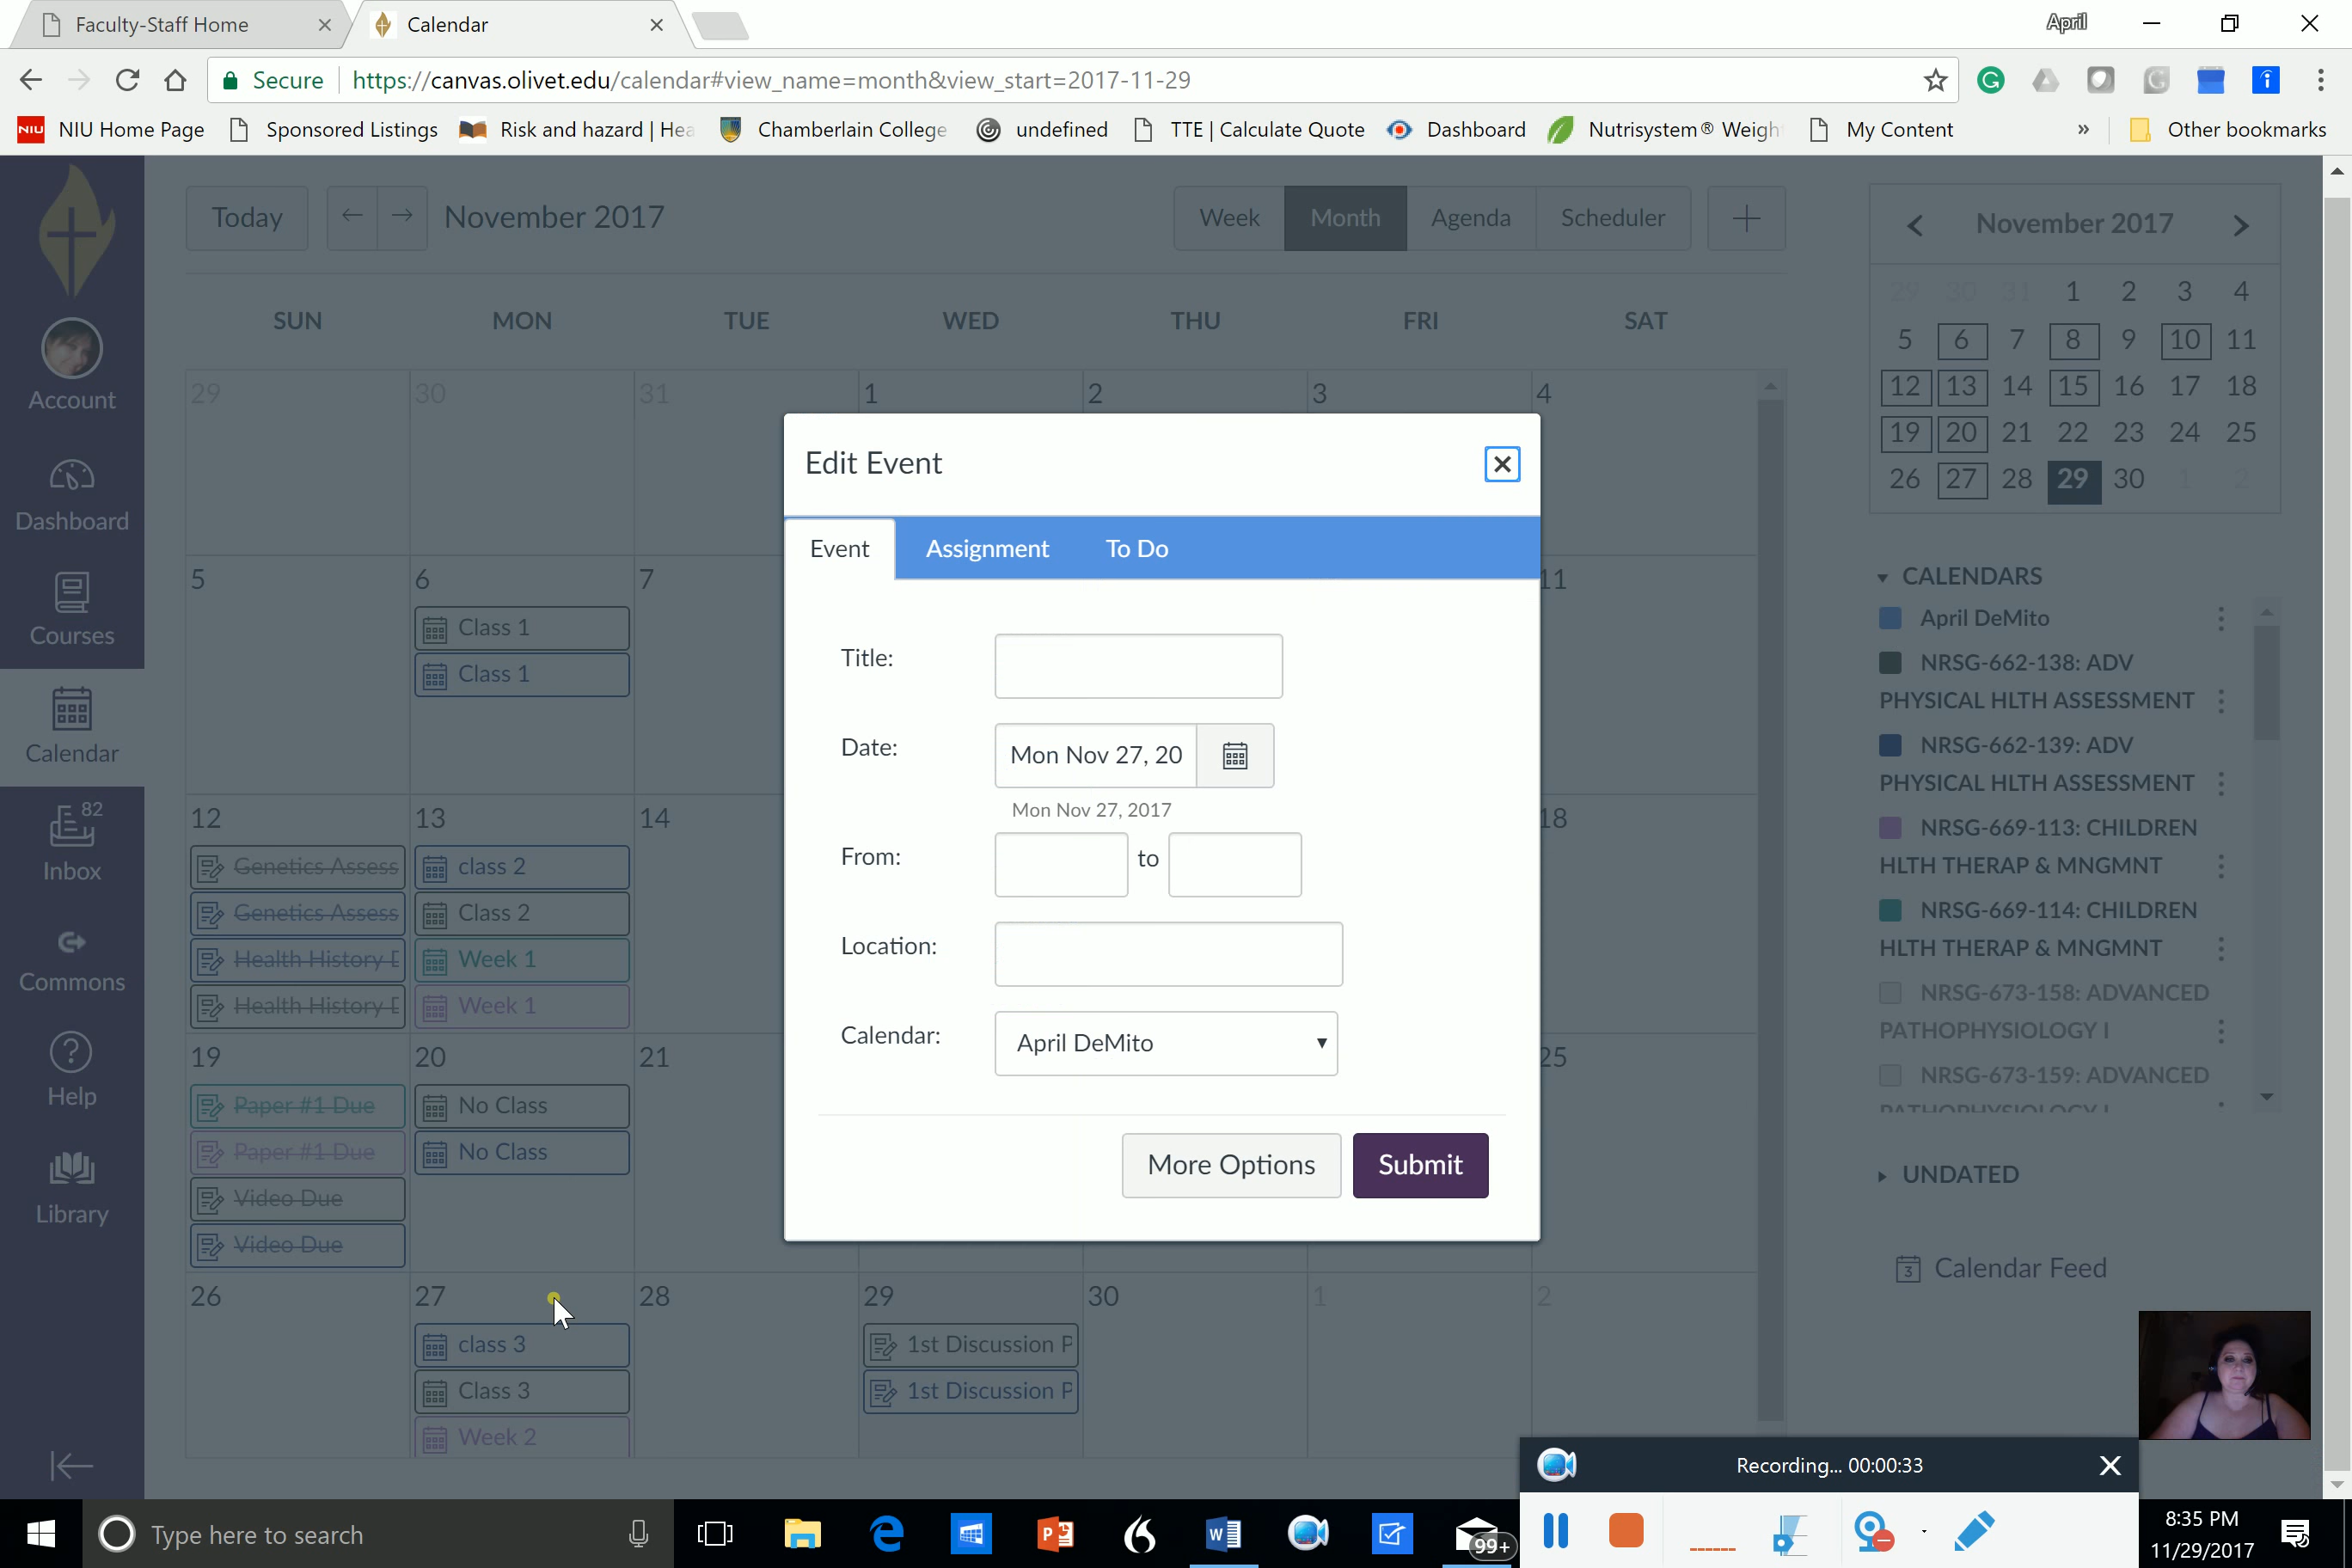 Faculty-Staff Home
Calendar
April
Secure
https://canvas.olivet.edu/calendar#view_name=month&view_start=2017-11-29
NIU NIU Home Page
Sponsored Listings
Risk and hazard | Hea
Chamberlain College
undefined
TTE | Calculate Quote
Dashboard
Nutrisystem® Weigh
My Content
»
Other bookmarks
Account
Dashboard
Courses
Calendar
82
Inbox
Commons
Help
Library
Today
November 2017
Week Month Agenda Scheduler
SUN MON TUE WED THU FRI SAT
29 30 31 1 2 3 4
5 6 7 11
Class 1
Class 1
12 13 14 18
Genetics Assess class 2
Genetics Assess Class 2
Health History D Week 1
Health History D Week 1
19 20 21 25
Paper #1 Due No Class
Paper #1 Due No Class
Video Due
Video Due
26 27 28 29 30 1 2
class 3 1st Discussion P
Class 3 1st Discussion P
Week 2
Edit Event
Event Assignment To Do
Title:
Date: Mon Nov 27, 20
Mon Nov 27, 2017
From: to
Location:
Calendar: April DeMito
More Options Submit
November 2017
29 30 31 1 2 3 4
5 6 7 8 9 10 11
12 13 14 15 16 17 18
19 20 21 22 23 24 25
26 27 28 29 30 1 2
CALENDARS
April DeMito
NRSG-662-138: ADV
PHYSICAL HLTH ASSESSMENT
NRSG-662-139: ADV
PHYSICAL HLTH ASSESSMENT
NRSG-669-113: CHILDREN
HLTH THERAP & MNGMNT
NRSG-669-114: CHILDREN
HLTH THERAP & MNGMNT
NRSG-673-158: ADVANCED
PATHOPHYSIOLOGY I
NRSG-673-159: ADVANCED
PATHOPHYSIOLOGY I
UNDATED
3 Calendar Feed
Recording... 00:00:33
Type here to search
99+
8:35 PM
11/29/2017